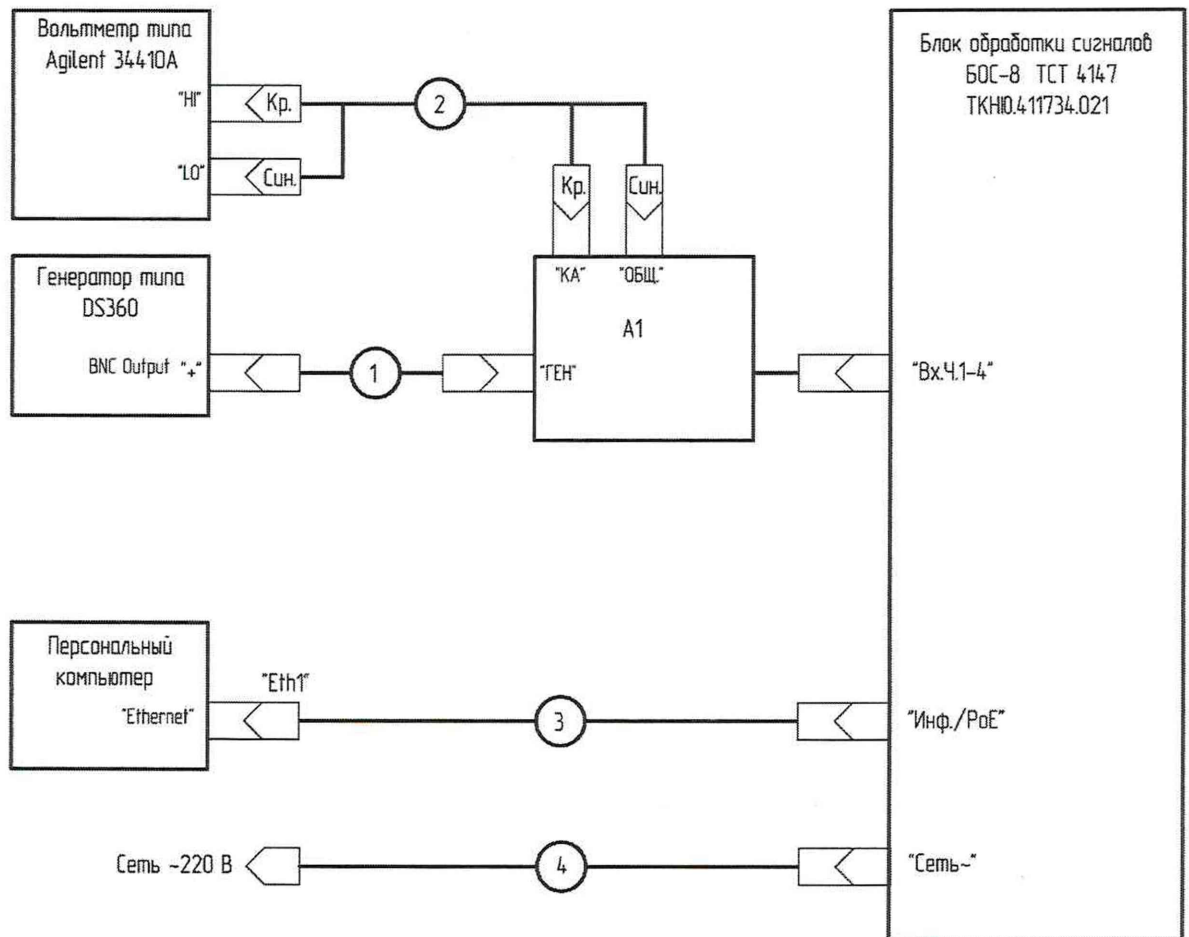 Вольтметр типа
Agilent 34410A
"HI"
Кр.
"LO"
Син.
2
Кр.
Син.
Генератор типа
DS360
BNC Output "+"
1
"КА"
"ОБЩ."
А1
"ГЕН"
Блок обработки сигналов
БОС-8 ТСТ 4147
ТКНЮ.411734.021
"Вх.Ч.1-4"
Персональный
компьютер
"Ethernet"
"Eth1"
3
"Инф./PoE"
Сеть ~220 В
4
"Сеть~"